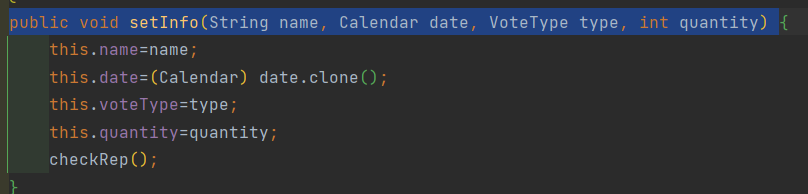 public void setInfo(String name, Calendar date, VoteType type, int quantity) {
this.name=name;
this.date=(Calendar) date.clone();
this.voteType=type;
this.quantity=quantity;
checkRep();
}